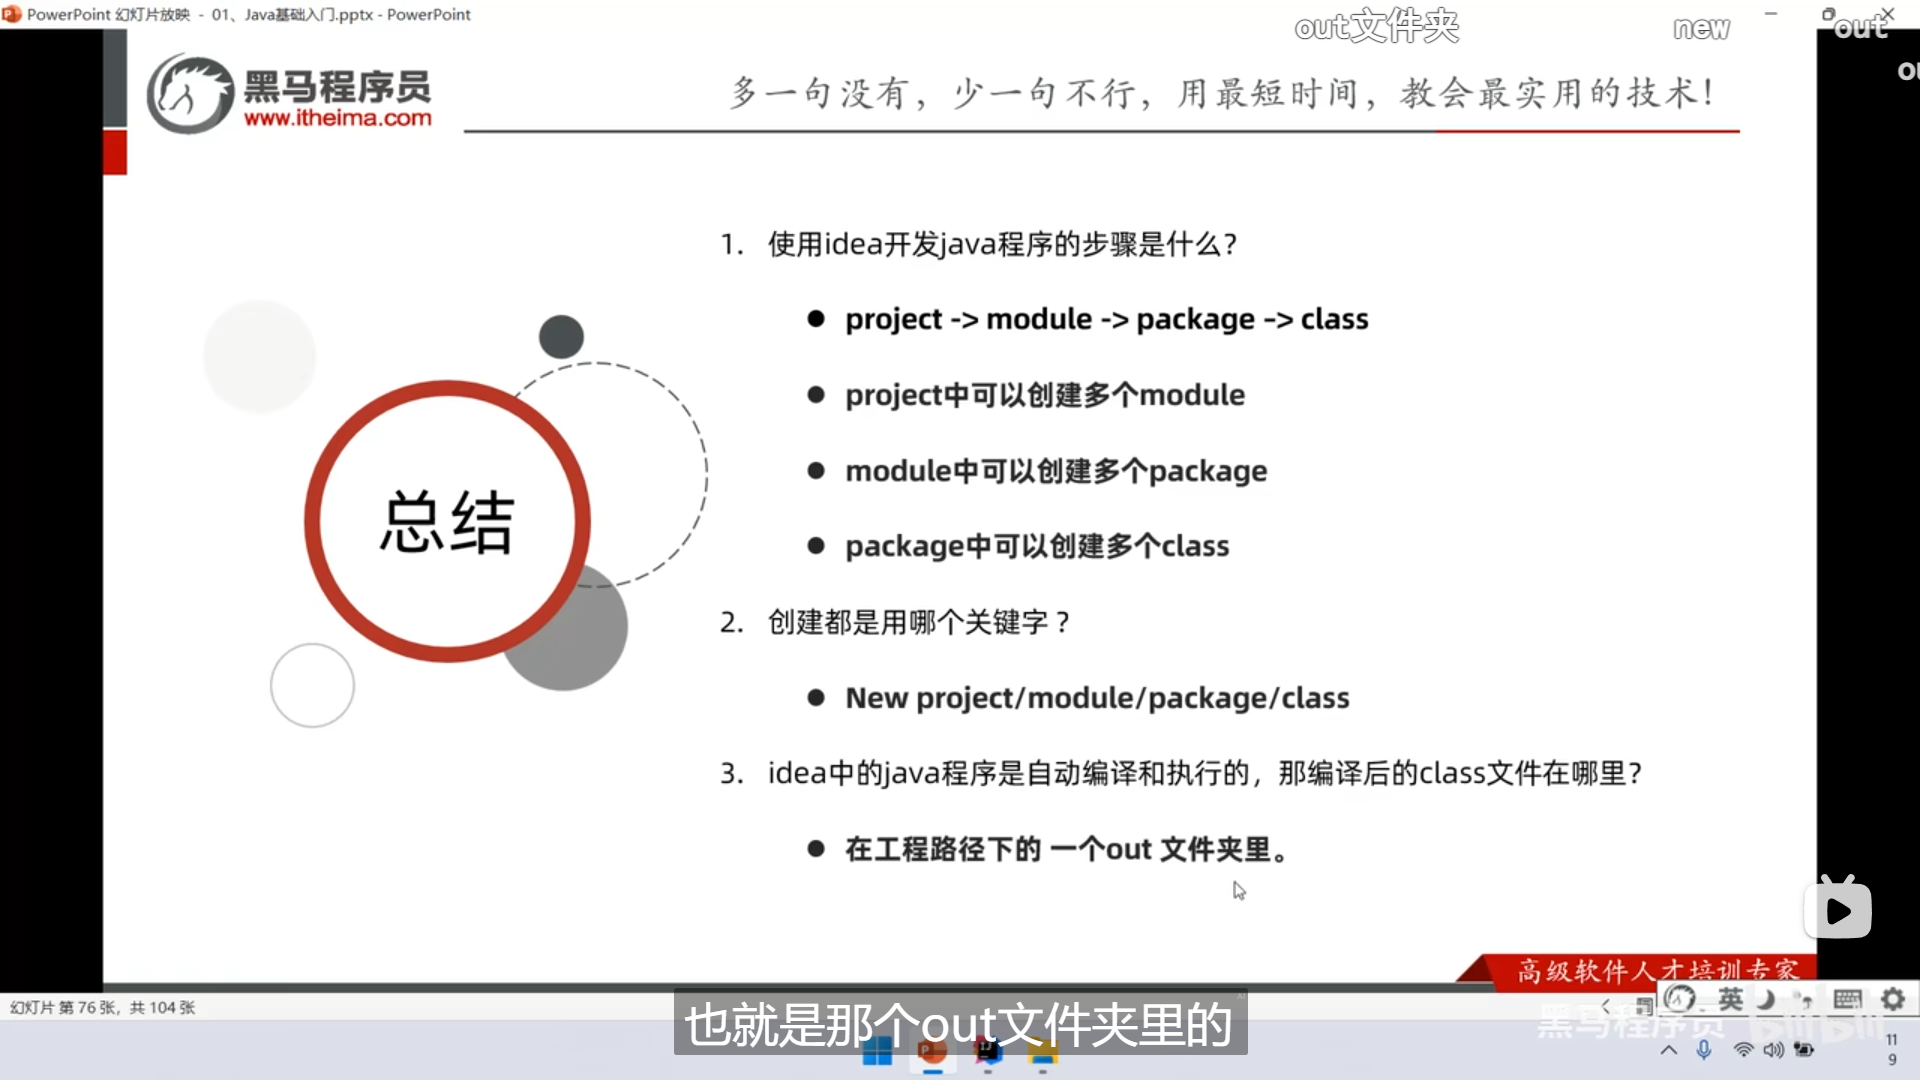 PowerPoint 幻灯片放映 - 01、Java基础入门.pptx - PowerPoint
out文件夹
new
out
黑马程序员
www.itheima.com
多一句没有，少一句不行，用最短时间，教会最实用的技术！
1. 使用idea开发java程序的步骤是什么？
● project -> module -> package -> class
● project中可以创建多个module
● module中可以创建多个package
● package中可以创建多个class
总结
2. 创建都是用哪个关键字？
● New project/module/package/class
3. idea中的java程序是自动编译和执行的，那编译后的class文件在哪里？
● 在工程路径下的 一个out 文件夹里。
高级软件人才培训专家
幻灯片 第 76 张，共 104 张
英
黑马程序员 bilibili
也就是那个out文件夹里的
11
9